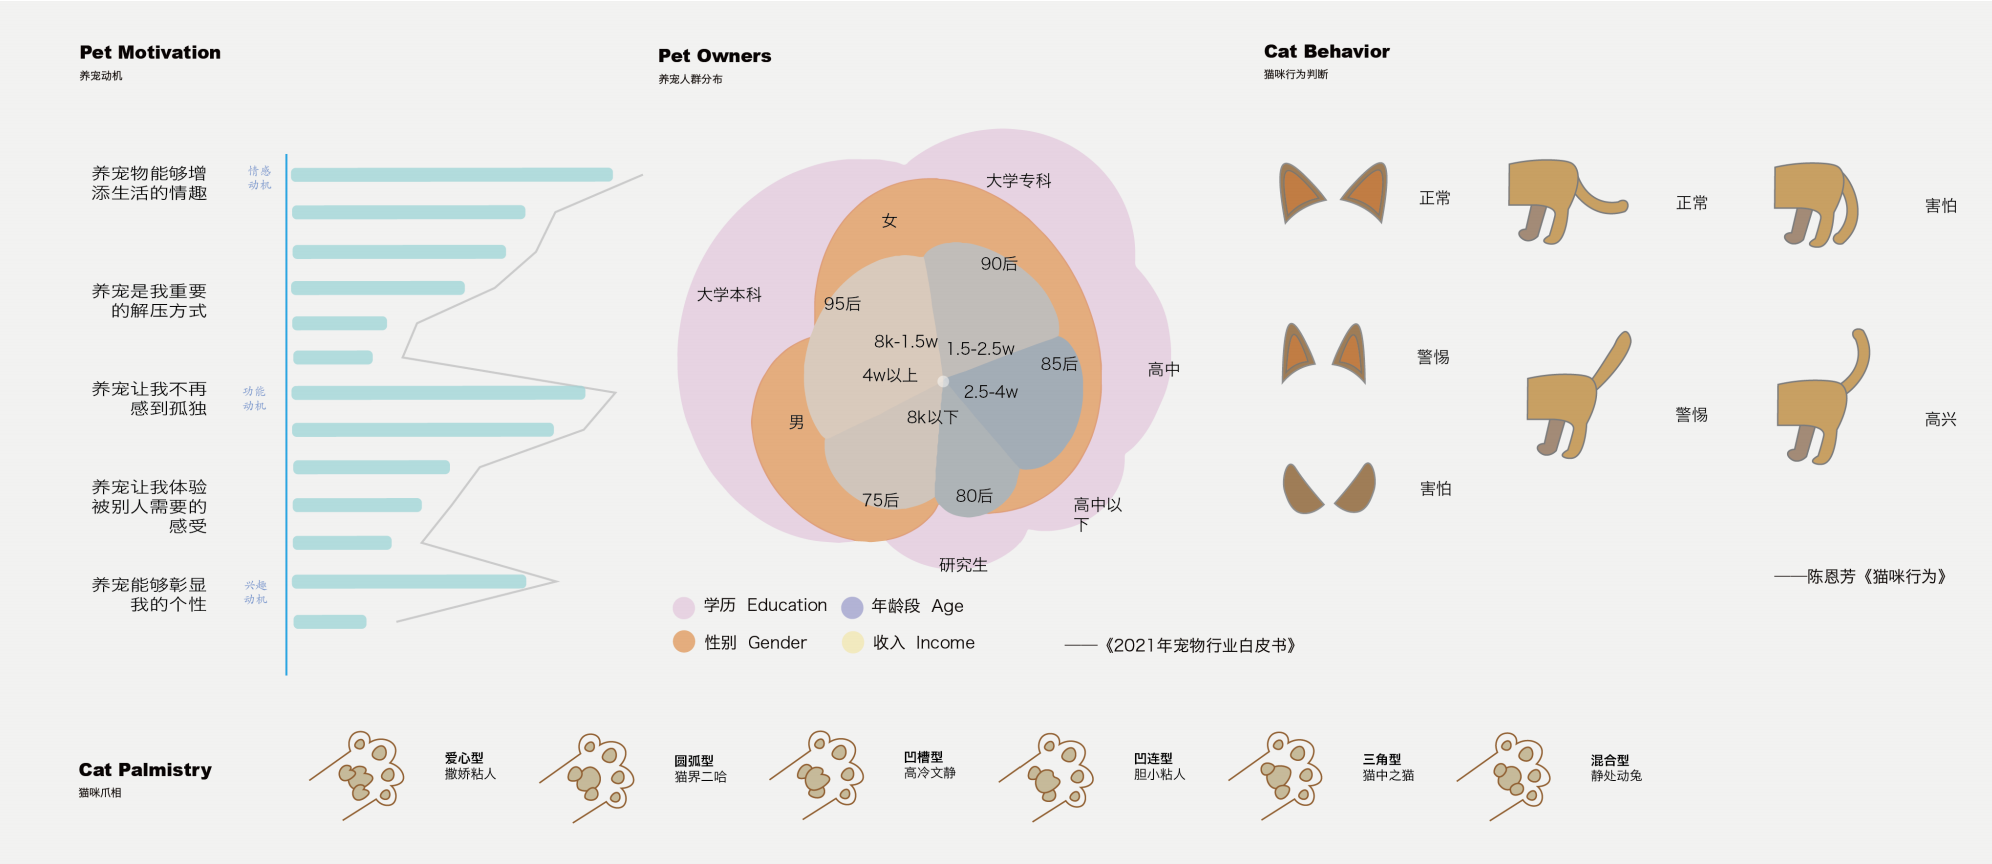 Pet Motivation
养宠动机
养宠物能够增
添生活的情趣
情感
动机
养宠是我重要
的解压方式
养宠让我不再
感到孤独
功能
动机
养宠让我体验
被别人需要的
感受
养宠能够彰显
我的个性
兴趣
动机
Pet Owners
养宠人群分布
大学专科
女
90后
大学本科
95后
8k-1.5w
1.5-2.5w
85后
高中
4w以上
2.5-4w
8k以下
男
75后
80后
高中以
下
研究生
学历 Education
年龄段 Age
性别 Gender
收入 Income
——《2021年宠物行业白皮书》
Cat Behavior
猫咪行为判断
正常
正常
害怕
警惕
警惕
高兴
害怕
——陈恩芳《猫咪行为》
Cat Palmistry
猫咪爪相
爱心型
撒娇粘人
圆弧型
猫界二哈
凹槽型
高冷文静
凹连型
胆小粘人
三角型
猫中之猫
混合型
静处动兔